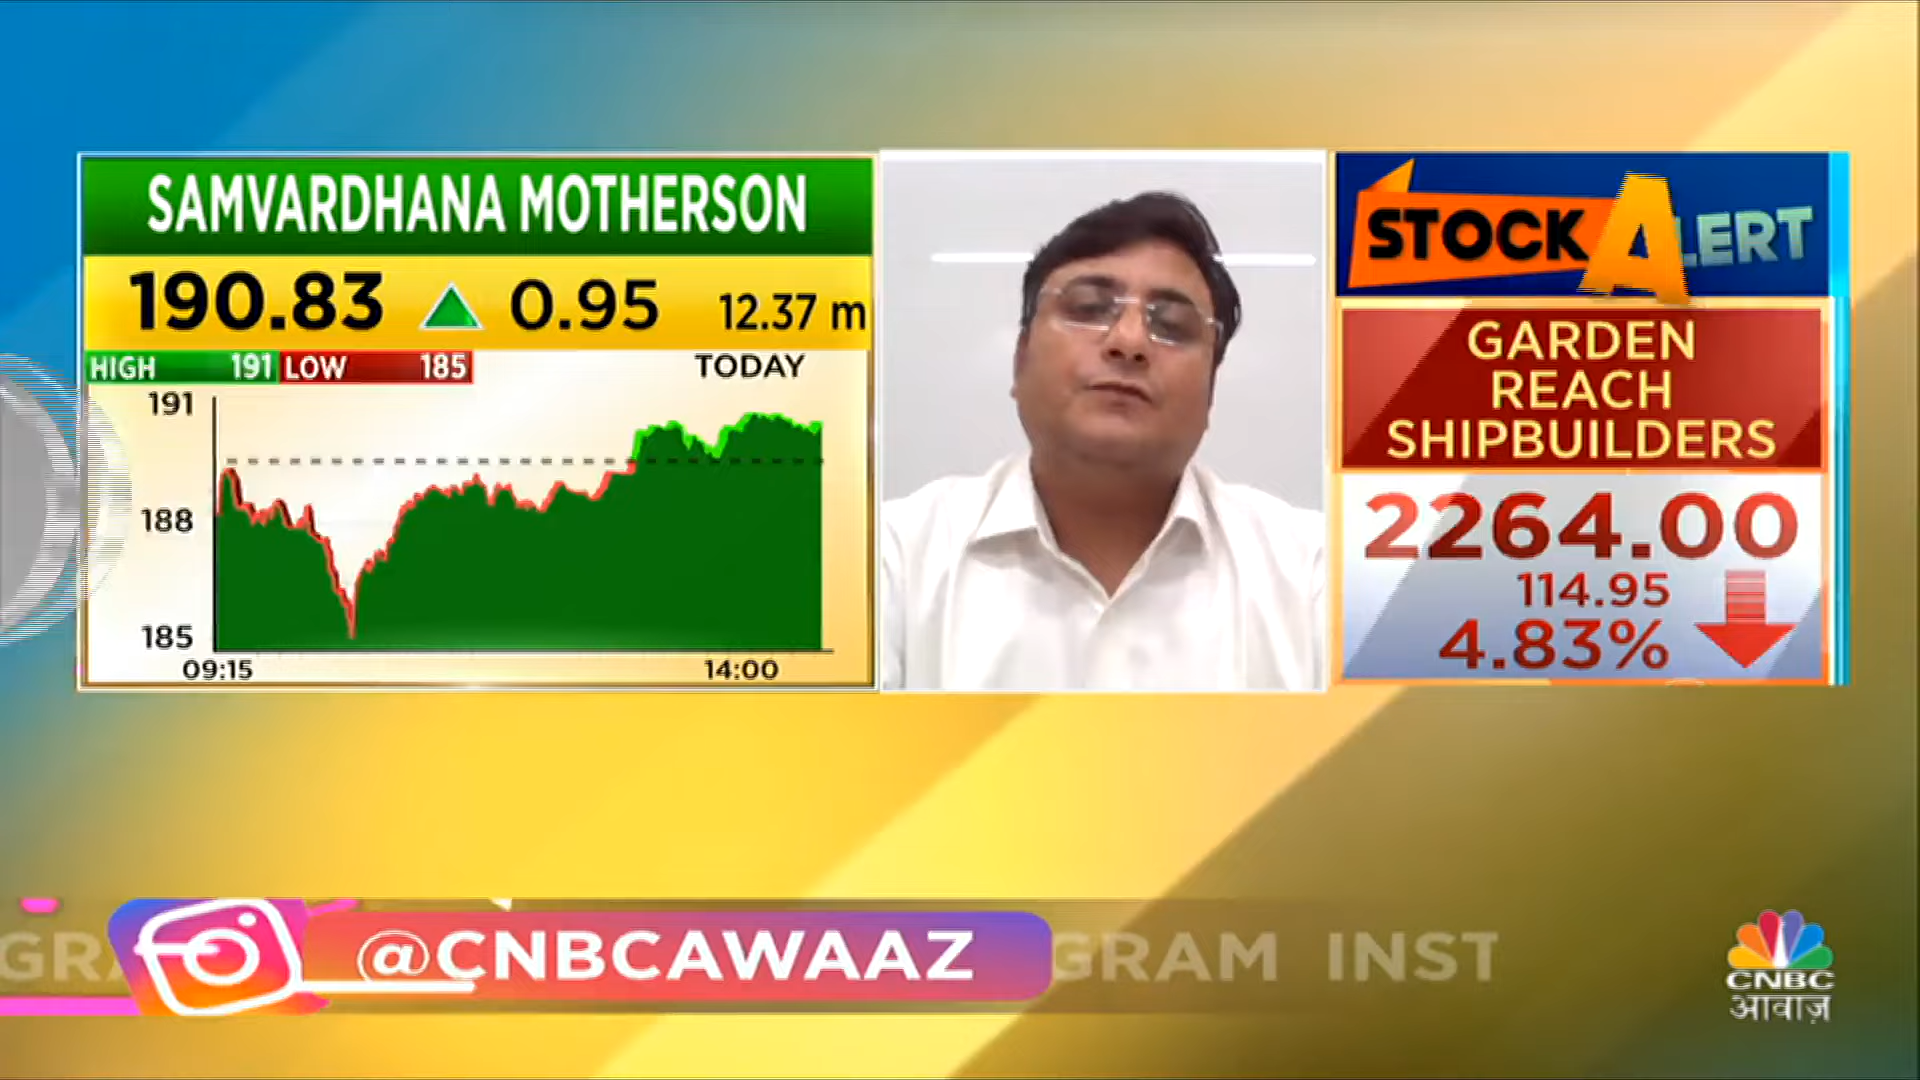 SAMVARDHANA MOTHERSON
190.83 ▲ 0.95 12.37 m
HIGH 191 LOW 185
TODAY
191
188
185
09:15 14:00
STOCK ALERT
GARDEN
REACH
SHIPBUILDERS
2264.00
114.95
4.83%
@CNBCAWAAZ
GRAM INST
CNBC
आवाज़